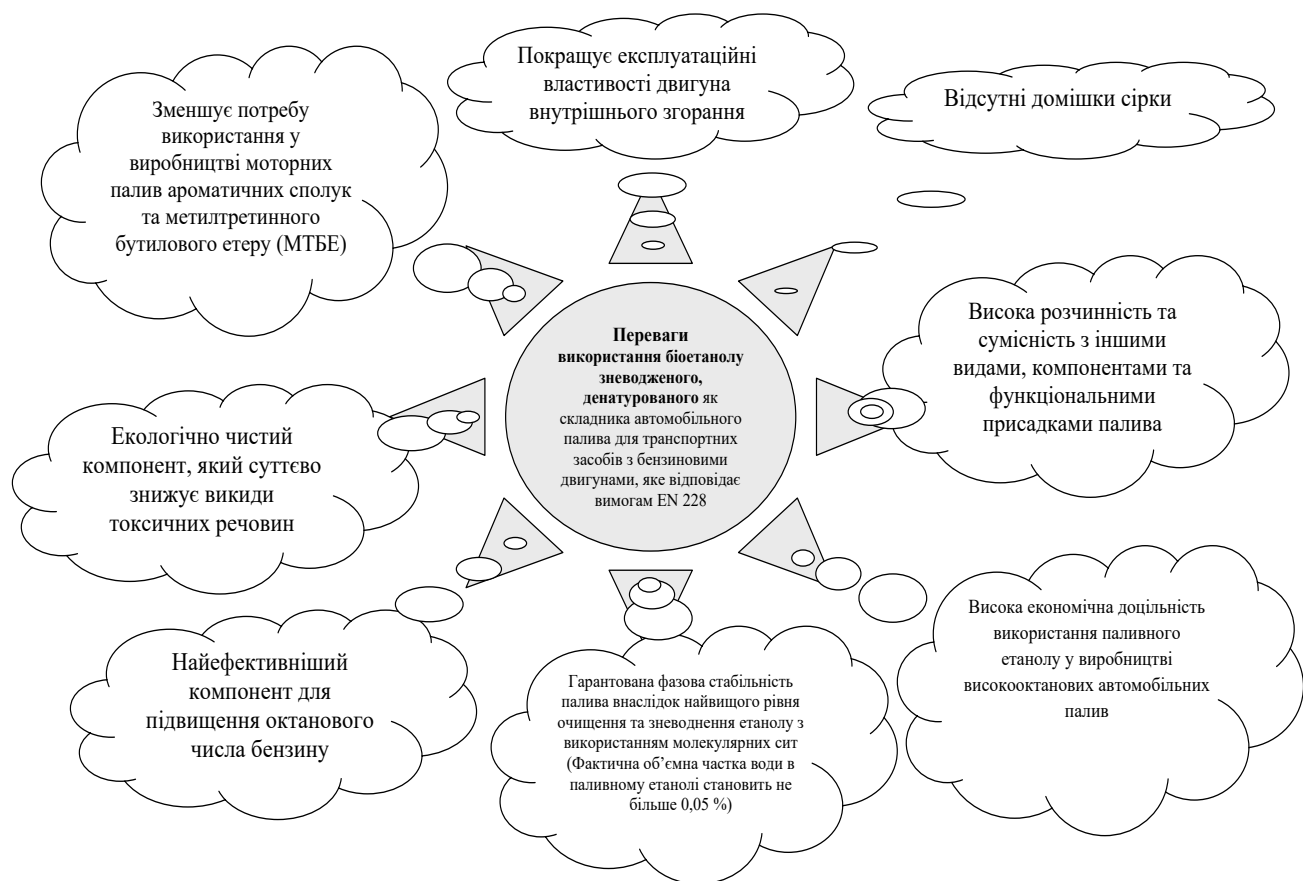 Покращує експлуатаційні
властивості двигуна
внутрішнього згорання
Відсутні домішки сірки
Зменшує потребу
використання у
виробництві моторних
палив ароматичних сполук
та метилтретинного
бутилового етеру (МТБЕ)
Висока розчинність та
сумісність з іншими
видами, компонентами та
функціональними
присадками палива
Переваги
використання біоетанолу
зневодженого,
денатурованого як
складника автомобільного
палива для транспортних
засобів з бензиновими
двигунами, яке відповідає
вимогам EN 228
Екологічно чистий
компонент, який суттєво
знижує викиди
токсичних речовин
Висока економічна доцільність
використання паливного
етанолу у виробництві
високооктанових автомобільних
палив
Найефективніший
компонент для
підвищення октанового
числа бензину
Гарантована фазова стабільність
палива внаслідок найвищого рівня
очищення та зневоднення етанолу з
використанням молекулярних сит
(Фактична об’ємна частка води в
паливному етанолі становить не
більше 0,05 %)